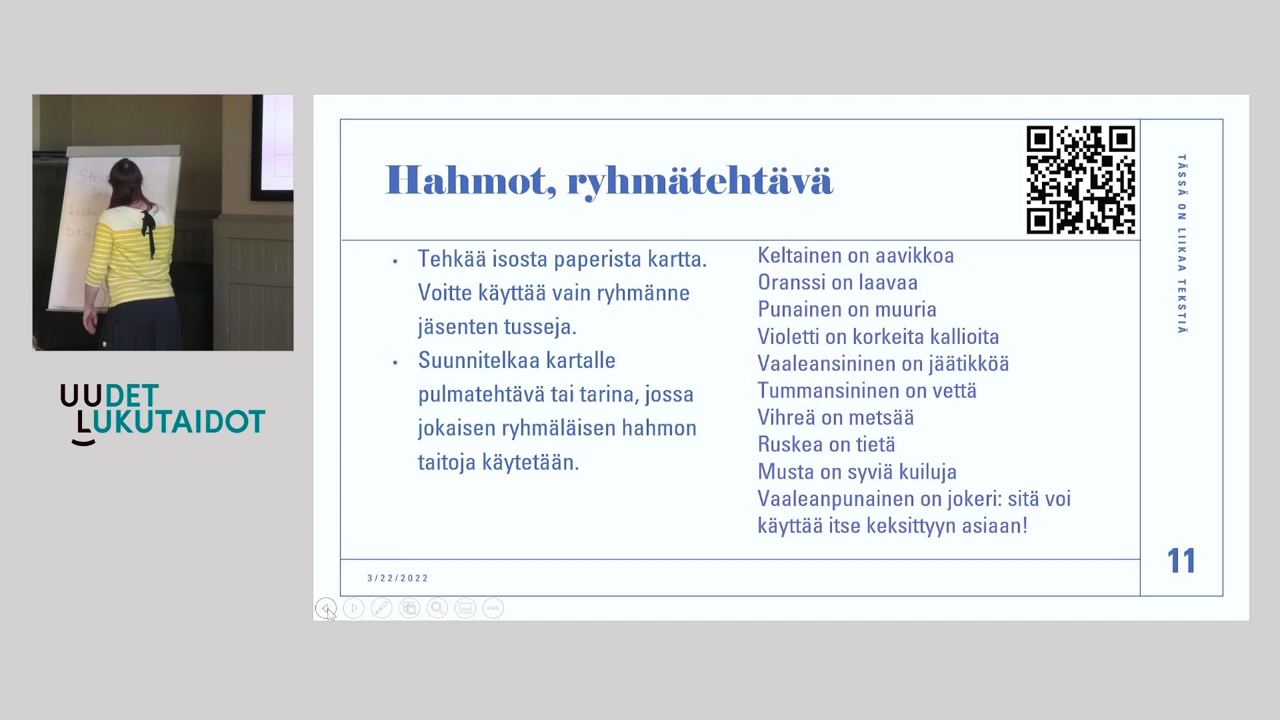 Hahmot, ryhmätehtävä
Tehkää isosta paperista kartta.
Voitte käyttää vain ryhmänne
jäsenten tusseja.
Suunnitelkaa kartalle
pulmatehtävä tai tarina, jossa
jokaisen ryhmäläisen hahmon
taitoja käytetään.
Keltainen on aavikkoa
Oranssi on laavaa
Punainen on muuria
Violetti on korkeita kallioita
Vaaleansininen on jäätikköä
Tummansininen on vettä
Vihreä on metsää
Ruskea on tietä
Musta on syviä kuiluja
Vaaleanpunainen on jokeri: sitä voi
käyttää itse keksittyyn asiaan!
TÄSSÄ ON LIIKAA TEKSTIÄ
11
3/22/2022
UUDET
LUKUTAIDOT